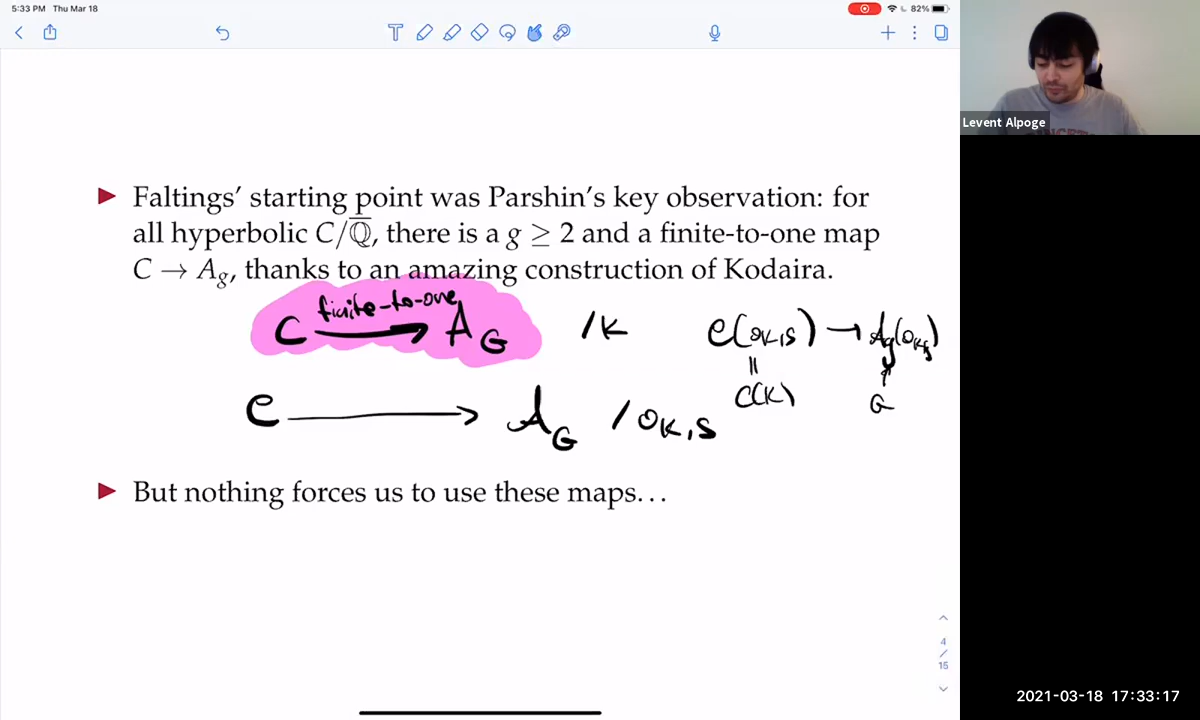 5:33 PM Thu Mar 18
82%
Levent Alpoge
▶ Faltings' starting point was Parshin's key observation: for
all hyperbolic C/ℚ̅, there is a g ≥ 2 and a finite-to-one map
C → A_g, thanks to an amazing construction of Kodaira.
finite-to-one
C → A_G /K
C(O_K,S) → A_g(O_K,S)
=
C(K)
G
C → A_G / O_K,S
▶ But nothing forces us to use these maps…
4
/
15
2021-03-18 17:33:17